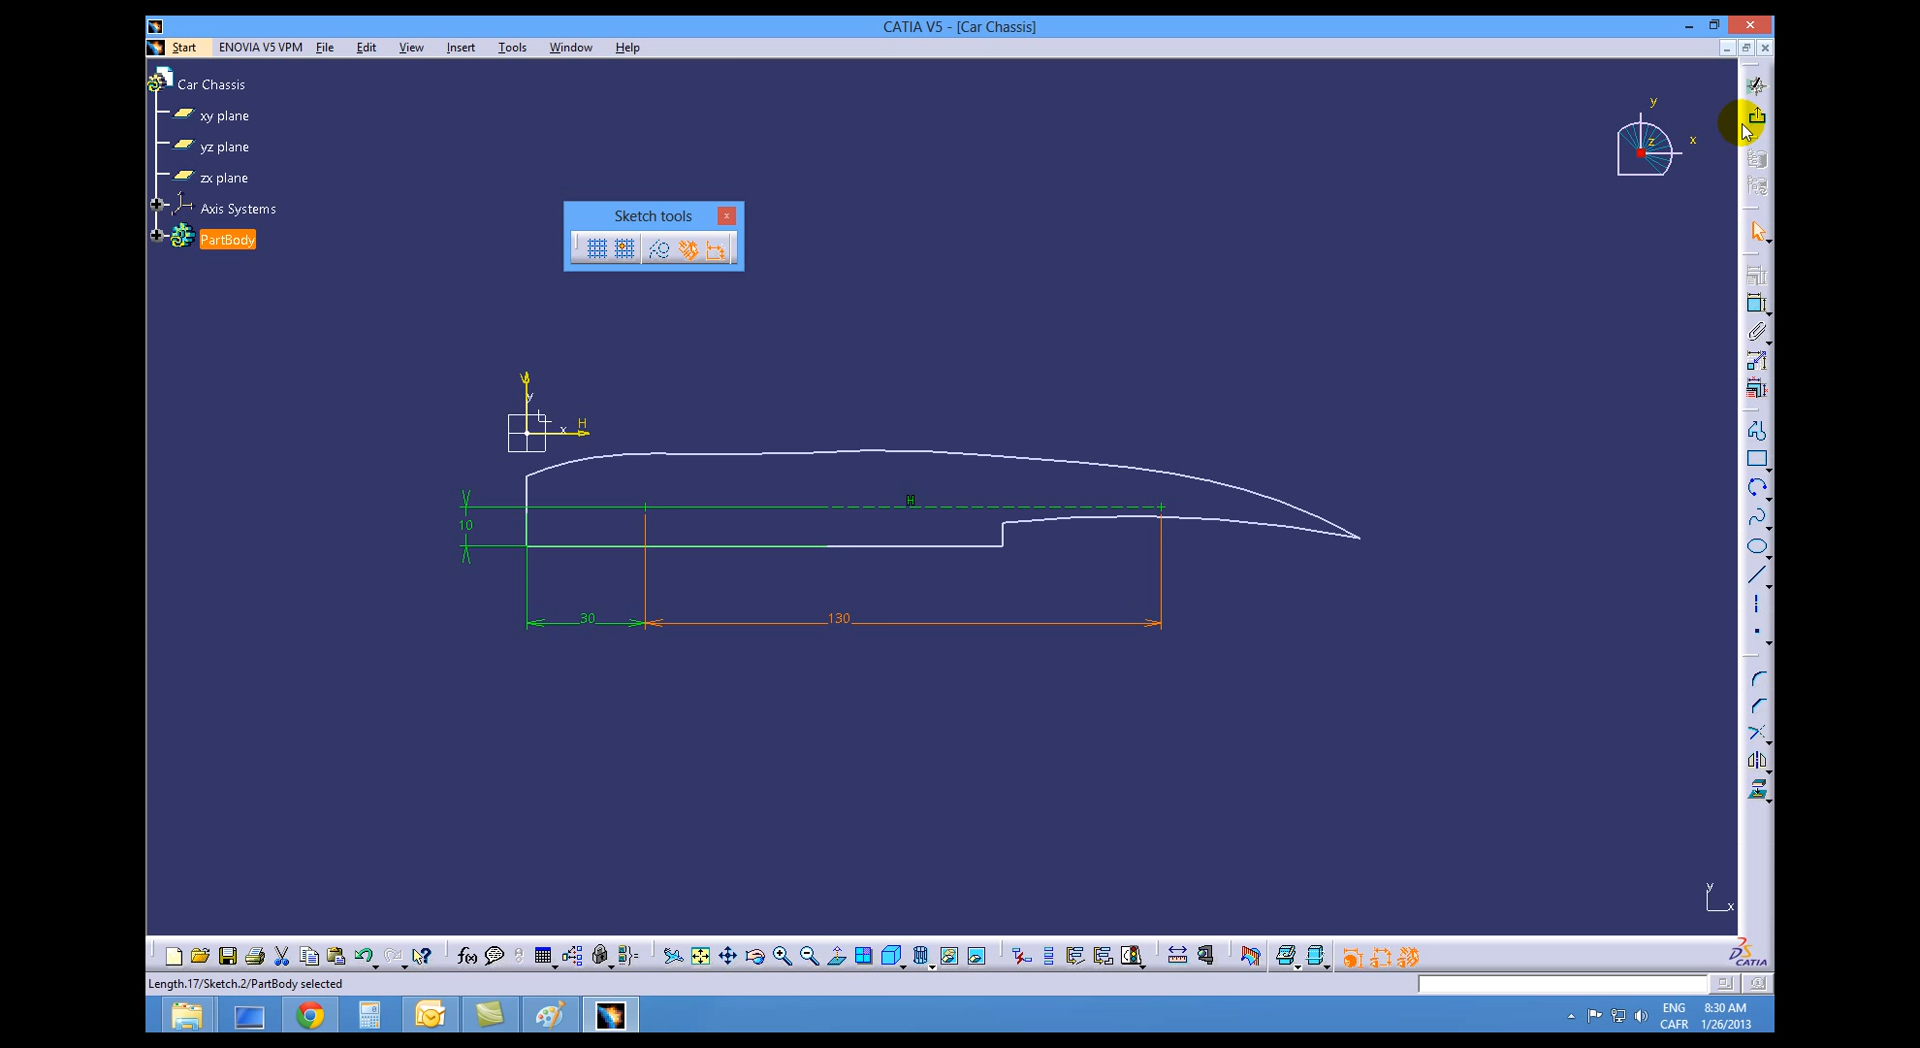 CATIA V5 - [Car Chassis]
Start ENOVIA V5 VPM File Edit View Insert Tools Window Help
Car Chassis
xy plane
yz plane
zx plane
Axis Systems
PartBody
Sketch tools
y
x
z
V
y
H
x
H
10
30
130
y
x
f(x)
CATIA
Length.17/Sketch.2/PartBody selected
ENG
CAFR
8:30 AM
1/26/2013